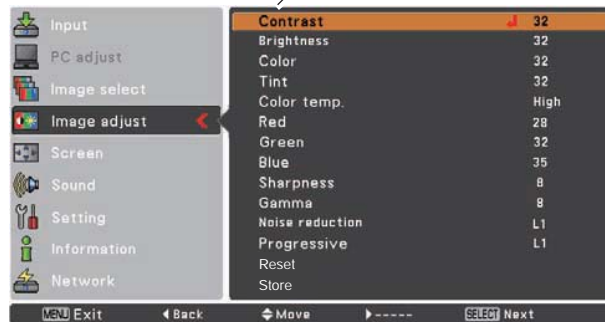 Input
PC adjust
Image select
Image adjust
Screen
Sound
Setting
Information
Network
Contrast 32
Brightness 32
Color 32
Tint 32
Color temp. High
Red 28
Green 32
Blue 35
Sharpness 8
Gamma 8
Noise reduction L1
Progressive L1
Reset
Store
MENU Exit Back Move ----- SELECT Next